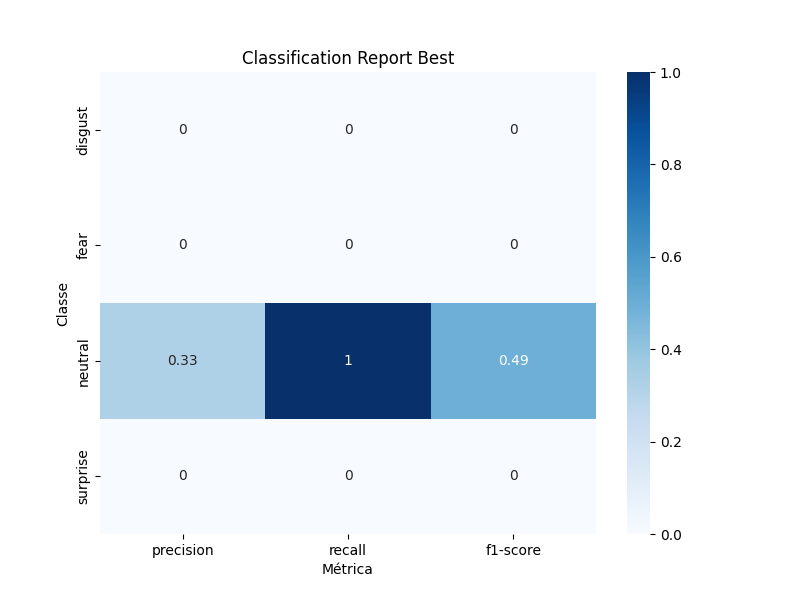 Classification Report Best
Classe
disgust
0 0 0
fear
0 0 0
neutral
0.33 1 0.49
surprise
0 0 0
precision recall f1-score
Métrica
1.0
0.8
0.6
0.4
0.2
0.0